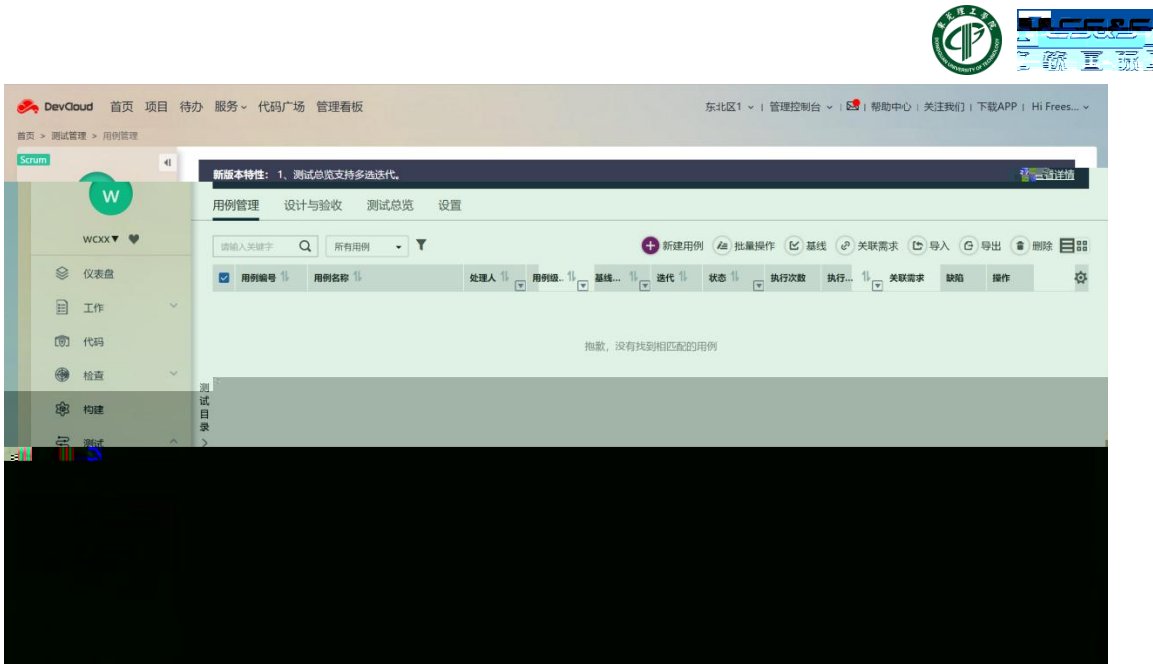 DevCloud 首页 项目 待办 服务 代码广场 管理看板 东北区1 | 管理控制台 | | 帮助中心 | 关注我们 | 下载APP | Hi Frees...
首页 > 测试管理 > 用例管理
Scrum
新版本特性： 1、测试总览支持多选迭代。 详情
W
用例管理 设计与验收 测试总览 设置
WCXX
请输入关键字 所有用例 新建用例 批量操作 基线 关联需求 导入 导出 删除
仪表盘
用例编号 用例名称 处理人 用例级.. 基线... 迭代 状态 执行次数 执行... 关联需求 缺陷 操作
工作
代码
抱歉，没有找到相匹配的用例
检查
测试目录
构建
测试